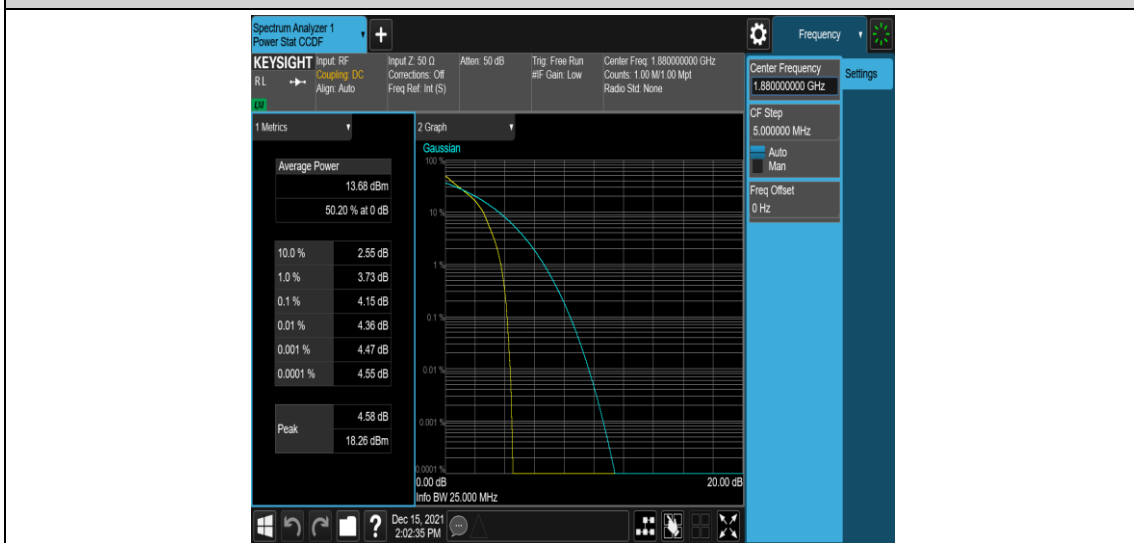 Spectrum Analyzer 1
Power Stat CCDF
+
Frequency
KEYSIGHT
RL
LXI
Input: RF
Coupling: DC
Align: Auto
Input Z: 50 Ω
Corrections: Off
Freq Ref: Int (S)
Atten: 50 dB
Trig: Free Run
#IF Gain: Low
Center Freq: 1.880000000 GHz
Counts: 1.00 M/1.00 Mpt
Radio Std: None
Center Frequency
1.880000000 GHz
Settings
CF Step
5.000000 MHz
Auto
Man
Freq Offset
0 Hz
1 Metrics
Average Power
13.68 dBm
50.20 % at 0 dB
10.0 % 2.55 dB
1.0 % 3.73 dB
0.1 % 4.15 dB
0.01 % 4.36 dB
0.001 % 4.47 dB
0.0001 % 4.55 dB
Peak
4.58 dB
18.26 dBm
2 Graph
Gaussian
100 %
10 %
1 %
0.1 %
0.01 %
0.001 %
0.0001 %
0.00 dB 20.00 dB
Info BW 25.000 MHz
?
Dec 15, 2021
2:02:35 PM